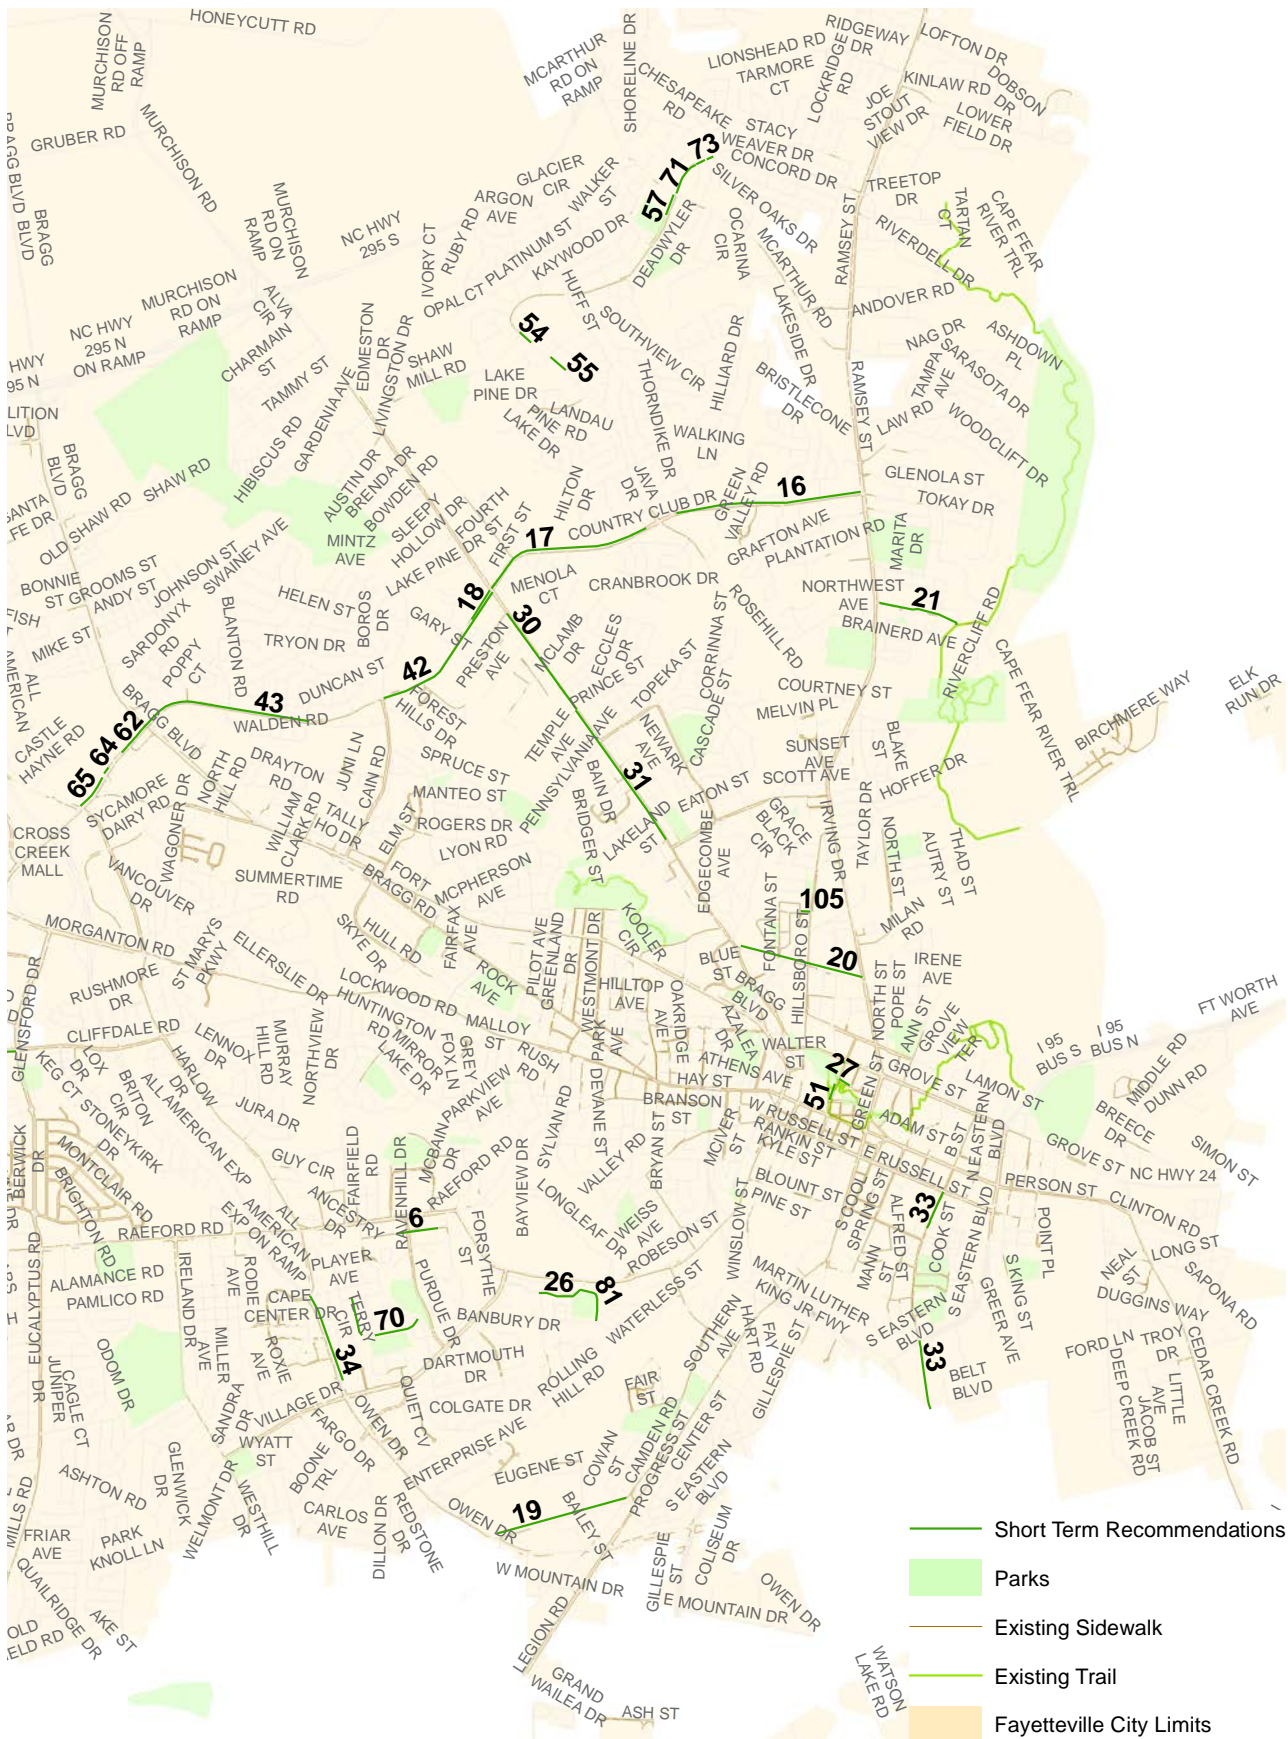 HONEYCUTT RD
MURCHISON
RD OFF
RAMP
MCARTHUR
RD ON
RAMP
SHORELINE DR
LIONSHEAD RD
TARMORE
CT
RIDGEWAY
DR
LOCKRIDGE
RD
LOFTON DR
KINLAW RD
DOBSON
DR
LOWER
FIELD DR
JOE
STOUT
VIEW DR
CHESAPEAKE
RD
STACY
WEAVER DR
CONCORD DR
GRUBER RD
BRAGG BLVD
MURCHISON RD
BRAGG
BLVD
MURCHISON
RD ON
RAMP
MURCHISON
NC HWY
295 S
GLACIER
CIR
ARGON
AVE
WALKER
ST
73
71
57
SILVER OAKS DR
TREETOP
DR
TARTAN
CT
CAPE FEAR
RIVER TRL
RIVERDELL DR
IVORY CT
RUBY RD
PLATINUM ST
OPAL CT
KAYWOOD DR
DEADWYLER
DR
OCARINA
CIR
MCARTHUR RD
RAMSEY ST
ANDOVER RD
ALVA
CIR
MURCHISON
RD ON
RAMP
NC HWY
295 N
ON RAMP
HWY
95 N
CHARMAIN
ST
TAMMY ST
EDMESTON
DR
LIVINGSTON DR
SHAW
MILL RD
LAKE
PINE DR
54
55
HUFF ST
SOUTHVIEW CIR
LAKESIDE DR
HILLIARD DR
BRISTLECONE
DR
RAMSEY ST
NAG DR
TAMPA
AVE
SARASOTA DR
ASHDOWN
PL
LAW RD
WOODCLIFT DR
GARDENIA AVE
HIBISCUS RD
LANDAU
PINE RD
LAKE DR
THORNDIKE DR
WALKING
LN
GLENOLA ST
TOKAY DR
LITION
LVD
BRAGG
BLVD
SHAW RD
OLD SHAW RD
SANTA
FE DR
AUSTIN DR
BRENDA DR
BOWDEN RD
SLEEPY
HOLLOW DR
MINTZ
AVE
FOURTH
ST
LAKE PINE DR
FIRST ST
HILTON
DR
JAVA
DR
COUNTRY CLUB DR
GREEN
VALLEY RD
16
17
GRAFTON AVE
PLANTATION RD
MARITA
DR
BONNIE
ST
GROOMS ST
ANDY ST
JOHNSON ST
SWAINEY AVE
HELEN ST
BOROS
DR
TRYON DR
GARY ST
18
MENOLA
CT
CRANBROOK DR
30
NORTHWEST
AVE
21
BRAINERD AVE
RIVERCLIFF RD
FISH
MIKE ST
SARDONYX
RD
POPPY
CT
BLANTON RD
DUNCAN ST
42
PRESTON
AVE
MCLAMB
DR
ECCLES
DR
PRINCE ST
TOPEKA ST
CORRINNA ST
ROSEHILL RD
COURTNEY ST
MELVIN PL
CAPE FEAR RIVER TRL
BIRCHMERE WAY
ELK
RUN DR
ALL
AMERICAN
CASTLE
HAYNE RD
BRAGG BLVD
43
WALDEN RD
FOREST
HILLS DR
TEMPLE
AVE
PENNSYLVANIA AVE
NEWARK
AVE
CASCADE ST
SUNSET
AVE
SCOTT AVE
BLAKE
ST
HOFFER DR
62
64
65
SYCAMORE
DAIRY RD
NORTH
HILL RD
DRAYTON
RD
JUNI LN
CAIN RD
SPRUCE ST
MANTEO ST
31
BAIN DR
BRIDGER ST
LAKELAND
ST
EATON ST
GRACE
BLACK
CIR
IRVING DR
TAYLOR DR
WAGONER DR
WILLIAM
CLARK RD
TALLY
HO DR
ELM ST
ROGERS DR
LYON RD
CROSS
CREEK
MALL
VANCOUVER
DR
SUMMERTIME
RD
FORT
BRAGG RD
MCPHERSON
AVE
EDGECOMBE
AVE
FONTANA ST
105
NORTH ST
AUTRY ST
THAD ST
MORGANTON RD
ST MARYS
PKWY
ELLERSLIE DR
SKYE DR
HULL RD
FAIRFAX
AVE
ROCK
AVE
PILOT AVE
GREENLAND
DR
WESTMONT DR
KOOLER
CIR
HILLTOP
AVE
BLUE
ST
BRAGG
BLVD
HILLSBORO ST
20
MILAN
RD
IRENE
AVE
RUSHMORE
DR
GLENSFORD DR
CLIFFDALE RD
LENNOX
DR
MURRAY
HILL RD
NORTHVIEW
DR
LOCKWOOD RD
HUNTINGTON
RD
MIRROR
LAKE DR
MALLOY
ST
FOX LN
GREY
RUSH
RD
PARK
AVE
OAKRIDGE
AVE
AZALEA
DR
WALTER
ST
ATHENS AVE
HAY ST
NORTH ST
POPE ST
ANN ST
GROVE
VIEW
TER
GROVE ST
FT WORTH
AVE
I 95
BUS S
I 95
BUS N
MIDDLE RD
DUNN RD
KEG CT
LOX
DR
BRITON
CIR
HARLOW
DR
ALL AMERICAN EXP
JURA DR
STONEYKIRK
DR
MCBAIN
DR
PARKVIEW
AVE
SYLVAN RD
DEVANE ST
BRANSON
ST
51
27
GREEN ST
ADAM ST
LAMON ST
BREECE
DR
SIMON ST
BERWICK
DR
MONTCLAIR RD
BRIGHTON RD
GUY CIR
ANCESTRY
DR
FAIRFIELD
RD
RAVENHILL DR
RAEFORD RD
6
BAYVIEW DR
VALLEY RD
BRYAN ST
MCIVER
ST
W RUSSELL ST
RANKIN ST
KYLE ST
B ST
N EASTERN
BLVD
GROVE ST
NC HWY 24
RAEFORD RD
ALL
AMERICAN
EXP ON RAMP
LONGLEAF DR
WEISS
AVE
ROBESON ST
WINSLOW ST
BLOUNT ST
PINE ST
S COOL
SPRING ST
E RUSSELL ST
33
PERSON ST
CLINTON RD
ALAMANCE RD
PAMLICO RD
EUCALYPTUS RD
IRELAND DR
RODIE
AVE
CAPE
CENTER DR
PLAYER
AVE
TERRY
CIR
70
PURDUE DR
FORSYTHE
ST
BANBURY DR
26
81
WATERLESS ST
MANN
ST
ALFRED ST
COOK ST
S EASTERN BLVD
POINT PL
S KING ST
GREER AVE
NEAL
ST
LONG ST
SAPONA RD
DUGGINS WAY
ODOM DR
MILLER
AVE
ROXIE
AVE
34
DARTMOUTH
DR
ROLLING
HILL RD
SOUTHERN
AVE
MARTIN LUTHER
KING JR FWY
HART RD
FAY
GILLESPIE ST
S EASTERN
BLVD
33
BELT
BLVD
FORD LN
TROY
DR
DEEP CREEK RD
JACOB ST
LITTLE
AVE
CEDAR CREEK RD
JUNIPER
DR
CAGLE CT
SANDRA
DR
VILLAGE DR
WYATT
ST
FARGO DR
OWEN DR
QUIET CV
COLGATE DR
ENTERPRISE AVE
FAIR
ST
CAMDEN RD
PROGRESS ST
CENTER ST
ASHTON RD
GLENWICK
DR
WELMONT DR
WESTHILL
DR
BOONE
TRL
CARLOS
AVE
DILLON DR
REDSTONE
DR
EUGENE ST
COWAN
ST
OWEN DR
19
BAILEY ST
S EASTERN
BLVD
COLISEUM
DR
GILLESPIE
ST
FRIAR
AVE
PARK
KNOLL LN
MILLS RD
QUAILRIDGE DR
AKE ST
OLD
ELD RD
W MOUNTAIN DR
E MOUNTAIN DR
OWEN DR
LEGION RD
GRAND
WAILEA DR
ASH ST
WATSON
LAKE RD
Short Term Recommendations
Parks
Existing Sidewalk
Existing Trail
Fayetteville City Limits